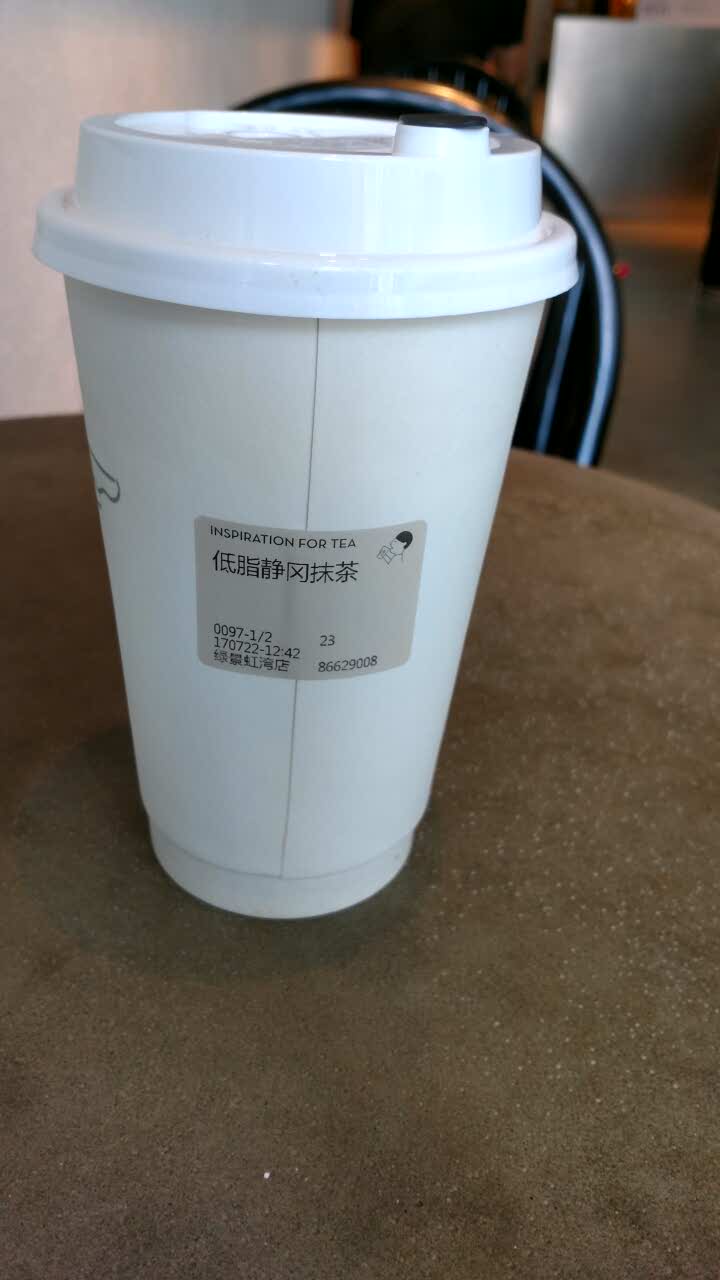 INSPIRATION FOR TEA
低脂静冈抹茶
0097-1/2 23
170722-12:42
绿景虹湾店 86629008